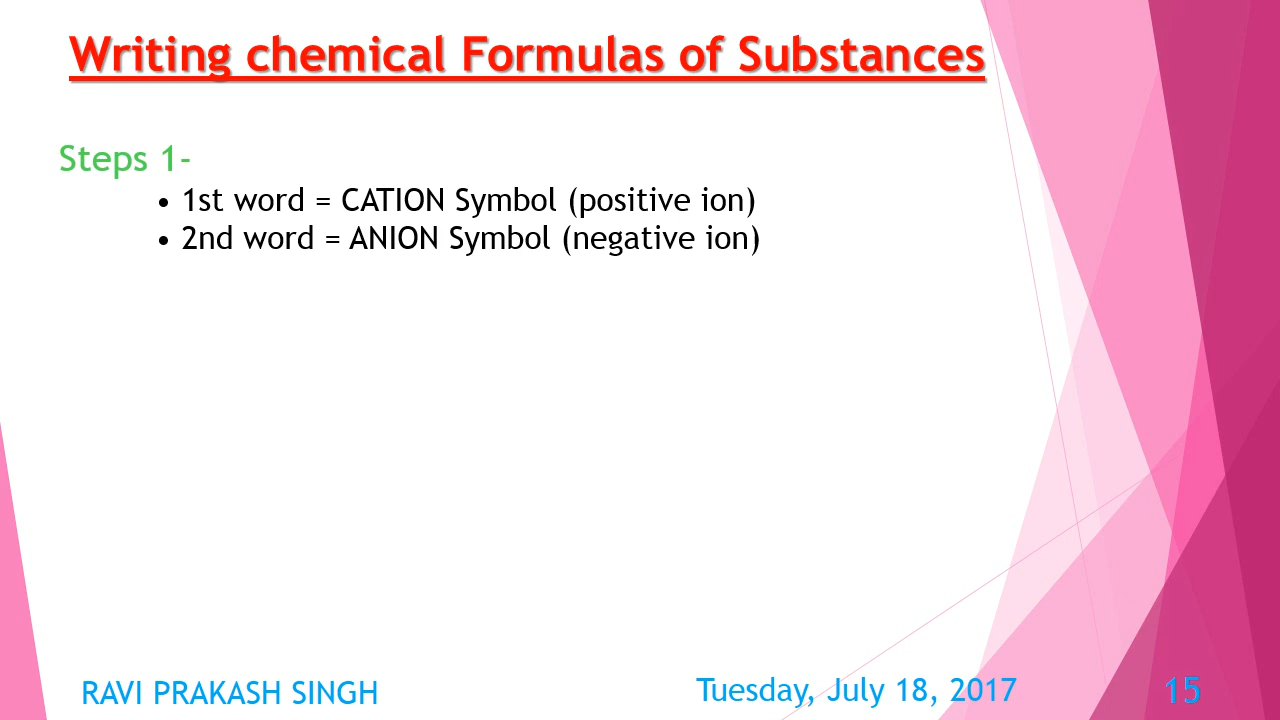 Writing chemical Formulas of Substances
Steps 1-
• 1st word = CATION Symbol (positive ion)
• 2nd word = ANION Symbol (negative ion)
RAVI PRAKASH SINGH
Tuesday, July 18, 2017
15